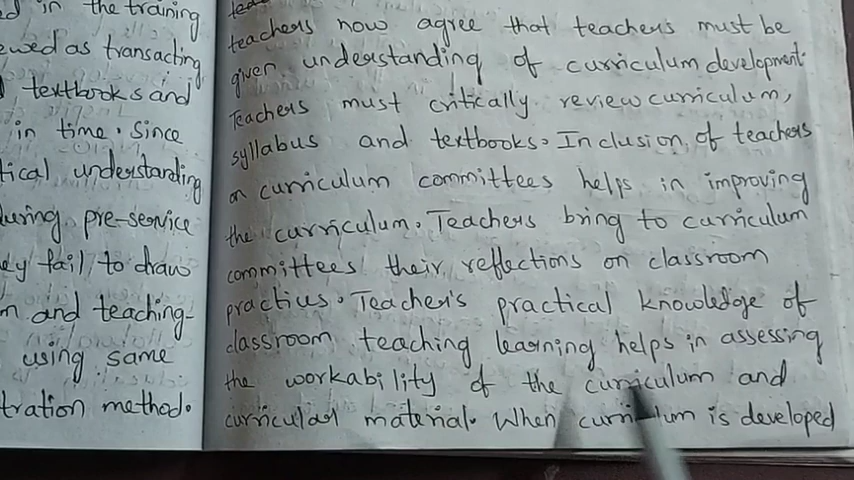 ed in the training
ewed as transacting
textbooks and
in time. Since
tical understanding
during pre-service
ey fail to draw
n and teaching-
using same
tration method.
teachers now agree that teachers must be
given understanding of curriculum development.
Teachers must critically review curriculum,
syllabus and textbooks. Inclusion of teachers
on curriculum committees helps in improving
the curriculum. Teachers bring to curriculum
committees their reflections on classroom
practius. Teacher's practical knowledge of
classroom teaching learning helps in assessing
the workability of the curriculum and
curricular material. When curriculum is developed